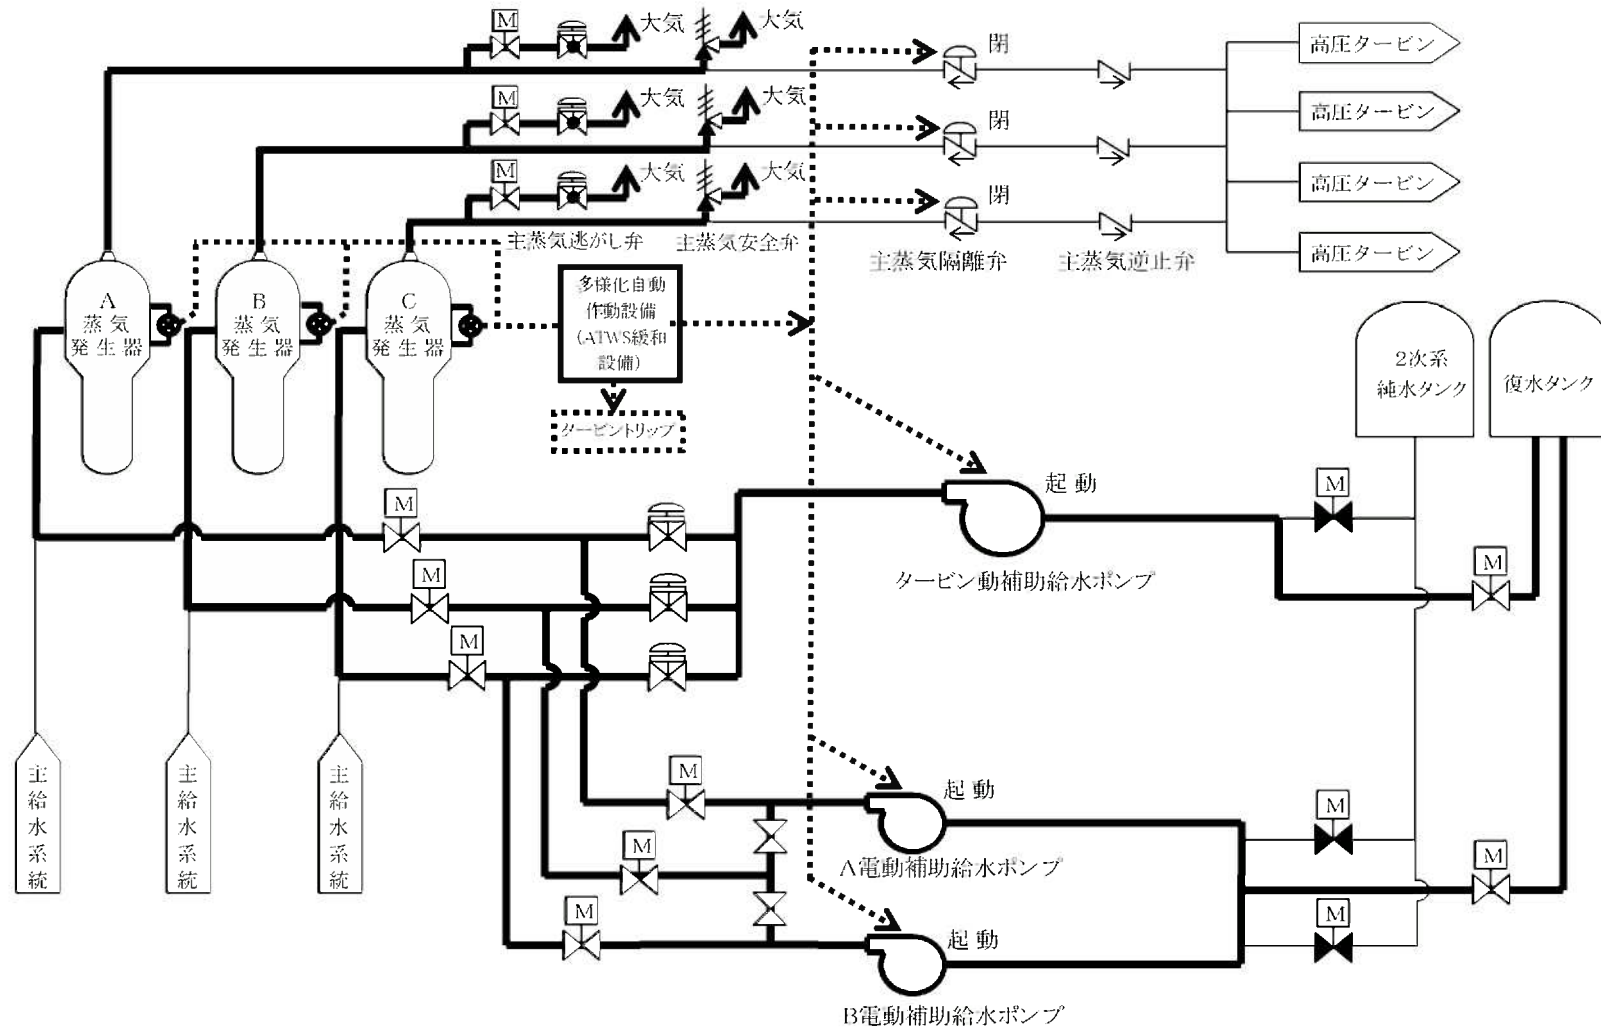 M
大気
大気
閉
高圧タービン
M
大気
大気
閉
高圧タービン
M
大気
大気
閉
高圧タービン
主蒸気逃がし弁
主蒸気安全弁
主蒸気隔離弁
主蒸気逆止弁
高圧タービン
A
蒸気
発生器
B
蒸気
発生器
C
蒸気
発生器
多様化自動
作動設備
(ATWS緩和
設備)
タービントリップ
2次系
純水タンク
復水タンク
M
起動
M
タービン動補助給水ポンプ
M
M
M
主給水系統
主給水系統
主給水系統
M
起動
M
A電動補助給水ポンプ
M
M
M
起動
M
B電動補助給水ポンプ